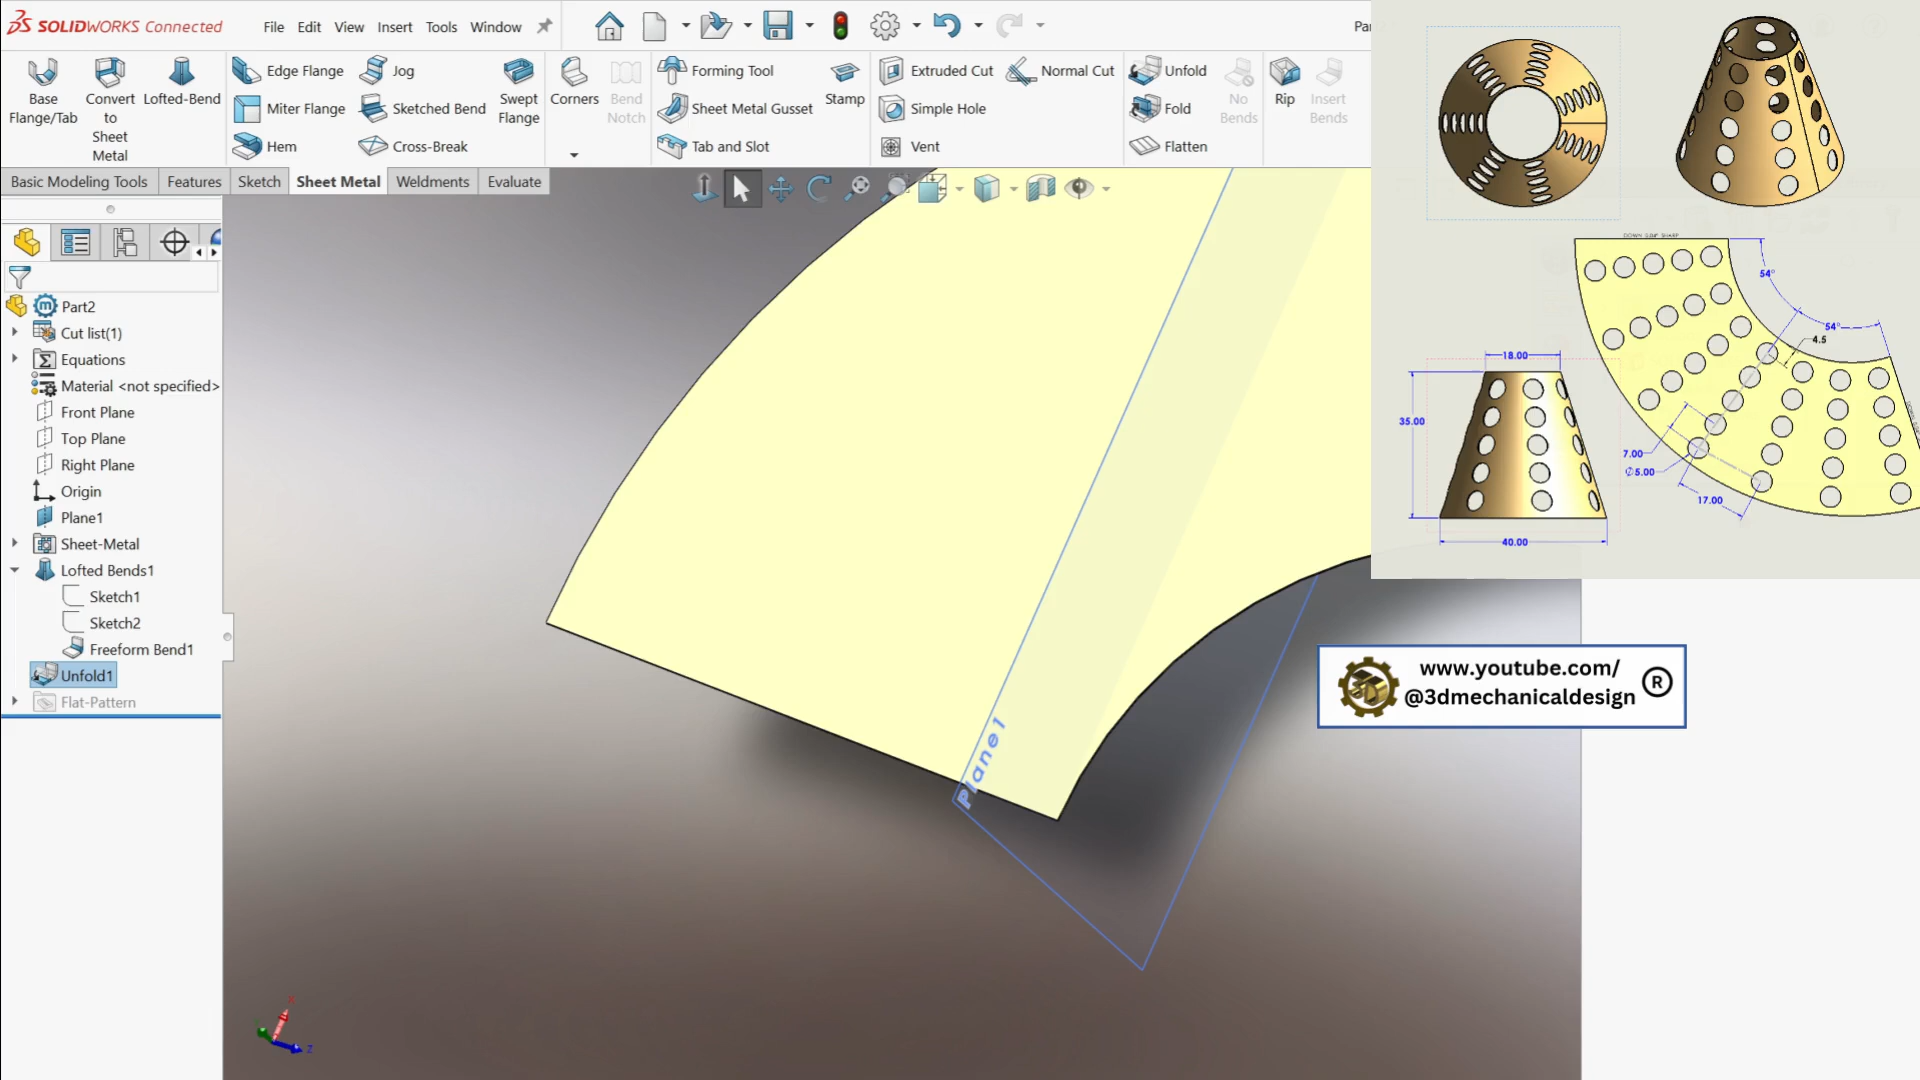 SOLIDWORKS Connected
File Edit View Insert Tools Window
Base Flange/Tab
Convert to Sheet Metal
Lofted-Bend
Edge Flange
Miter Flange
Hem
Jog
Sketched Bend
Cross-Break
Swept Flange
Corners
Bend Notch
Forming Tool
Sheet Metal Gusset
Tab and Slot
Stamp
Extruded Cut
Simple Hole
Vent
Normal Cut
Unfold
Fold
Flatten
No Bends
Rip
Insert Bends
Basic Modeling Tools Features Sketch Sheet Metal Weldments Evaluate
Part2
Cut list(1)
Equations
Material <not specified>
Front Plane
Top Plane
Right Plane
Origin
Plane1
Sheet-Metal
Lofted Bends1
Sketch1
Sketch2
Freeform Bend1
Unfold1
Flat-Pattern
Plane1
54°
54°
4.5
18.00
35.00
7.00
∅5.00
17.00
40.00
www.youtube.com/
@3dmechanicaldesign ®
Z